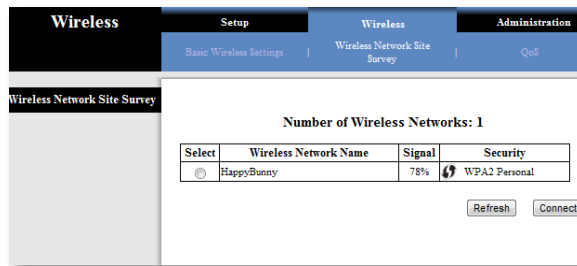 Wireless Setup Wireless Administration
Basic Wireless Settings | Wireless Network Site Survey | QoS
Wireless Network Site Survey
Number of Wireless Networks: 1
Select Wireless Network Name Signal Security
HappyBunny 78% WPA2 Personal
Refresh Connect